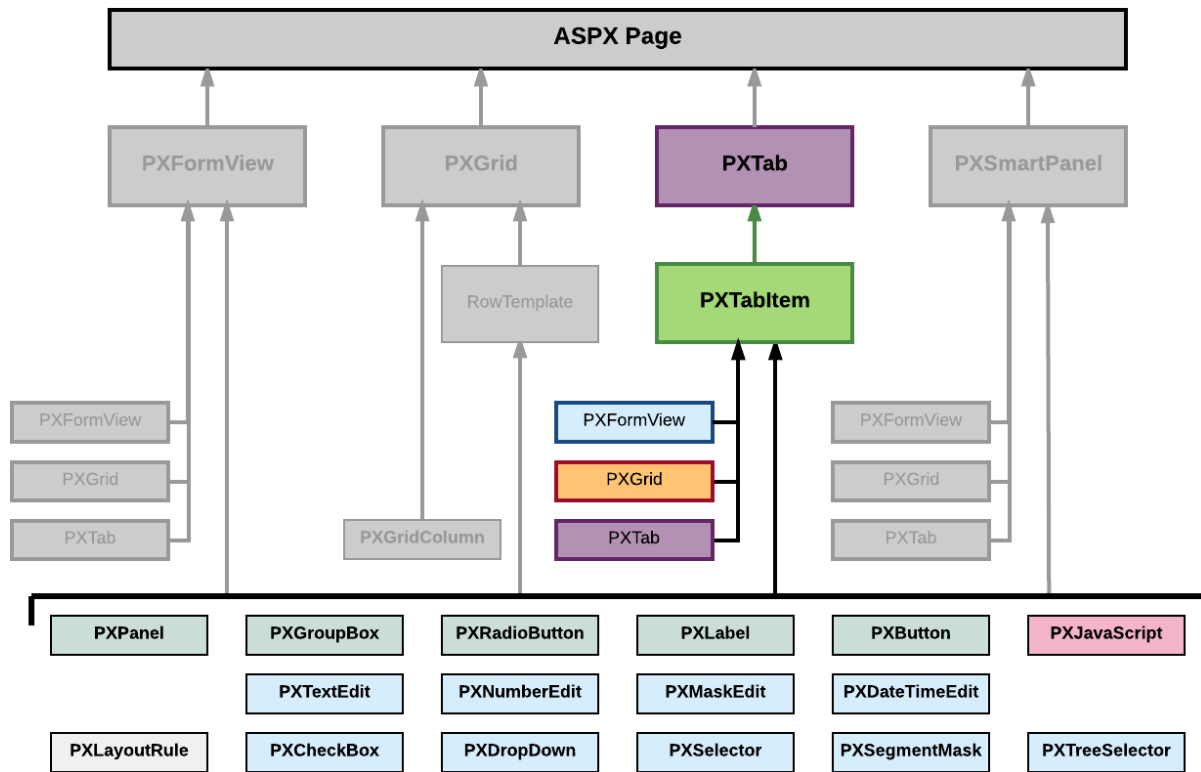 ASPX Page
PXFormView
PXGrid
PXTab
PXSmartPanel
RowTemplate
PXTabItem
PXFormView
PXFormView
PXFormView
PXGrid
PXGrid
PXGrid
PXTab
PXGridColumn
PXTab
PXTab
PXPanel
PXGroupBox
PXRadioButton
PXLabel
PXButton
PXJavaScript
PXTextEdit
PXNumberEdit
PXMaskEdit
PXDateTimeEdit
PXLayoutRule
PXCheckBox
PXDropDown
PXSelector
PXSegmentMask
PXTreeSelector